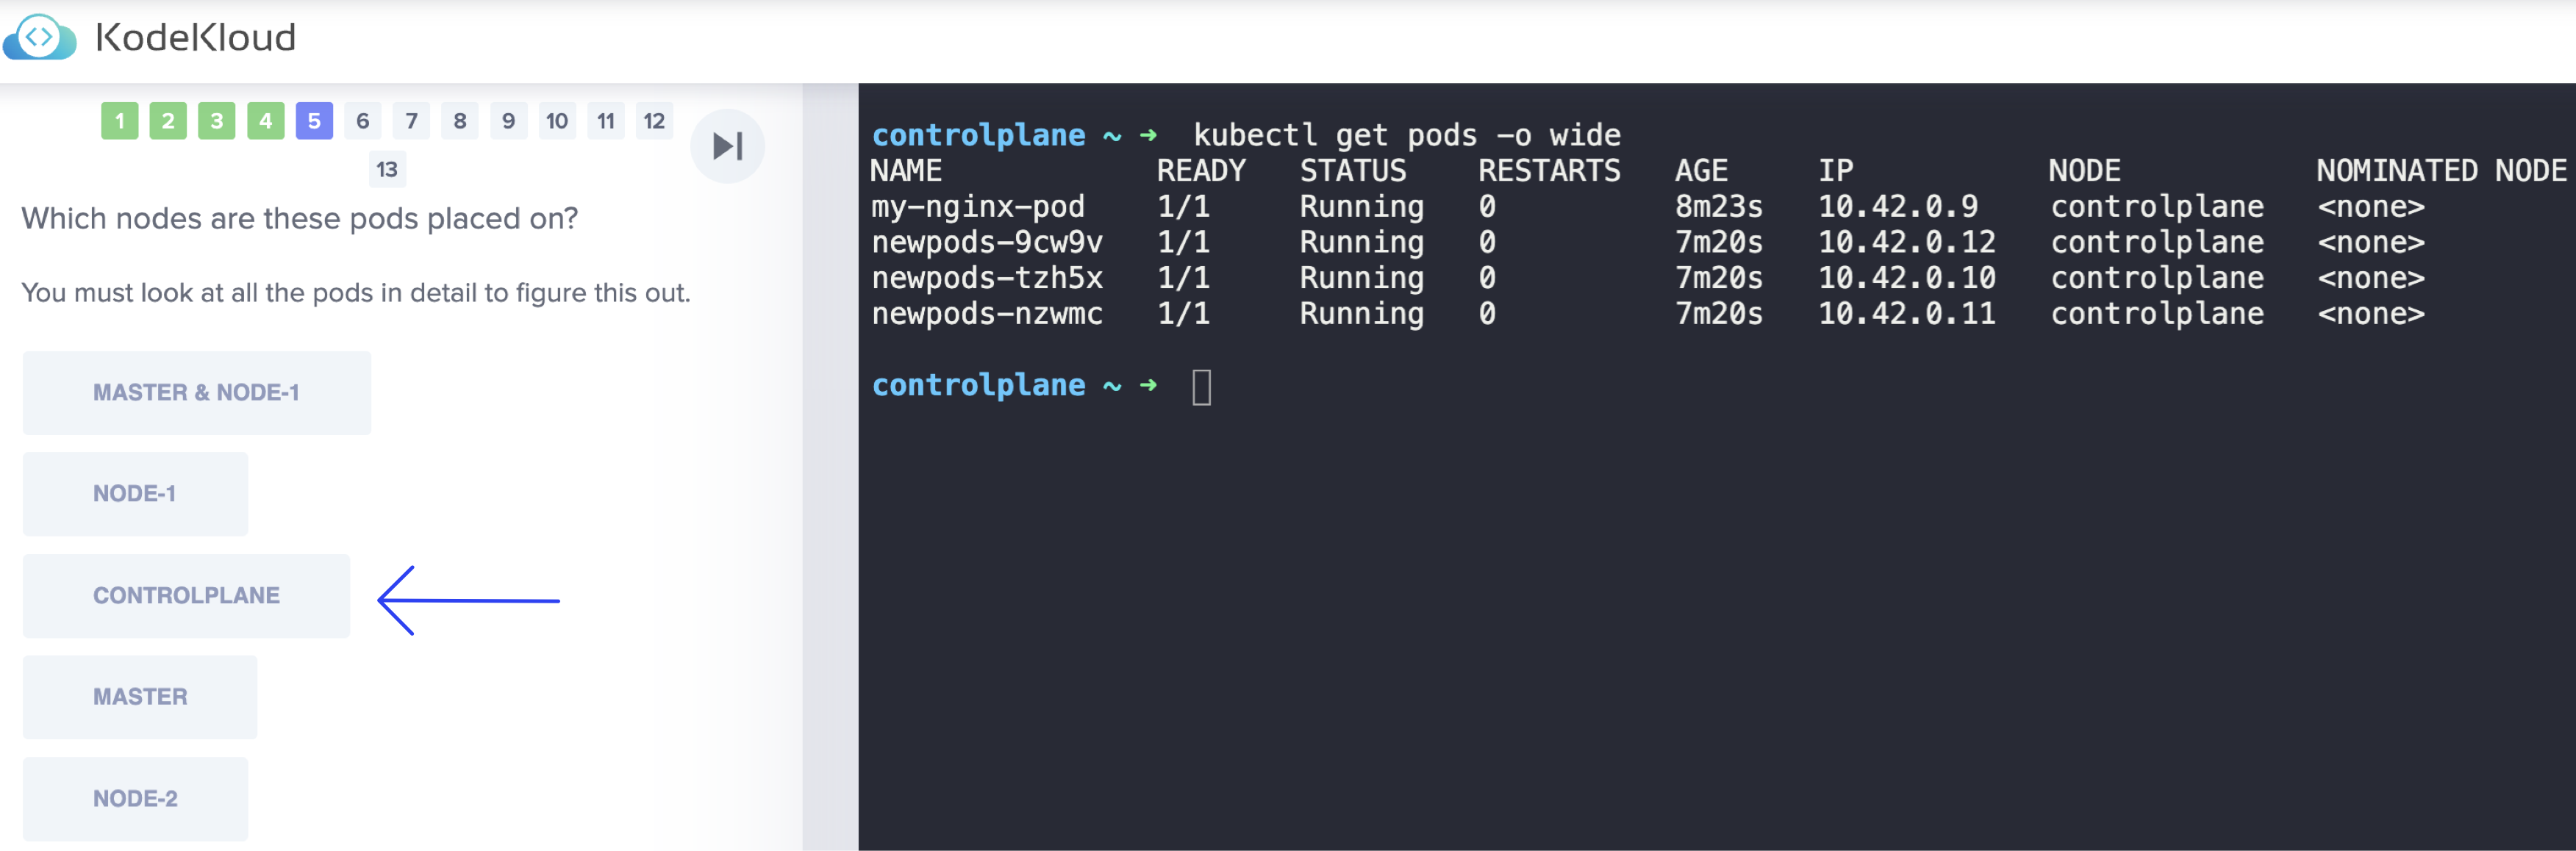 KodeKloud
1 2 3 4 5 6 7 8 9 10 11 12
13
Which nodes are these pods placed on?
You must look at all the pods in detail to figure this out.
MASTER & NODE-1
NODE-1
CONTROLPLANE
MASTER
NODE-2
controlplane ~ ➜ kubectl get pods -o wide
NAME READY STATUS RESTARTS AGE IP NODE NOMINATED NODE
my-nginx-pod 1/1 Running 0 8m23s 10.42.0.9 controlplane <none>
newpods-9cw9v 1/1 Running 0 7m20s 10.42.0.12 controlplane <none>
newpods-tzh5x 1/1 Running 0 7m20s 10.42.0.10 controlplane <none>
newpods-nzwmc 1/1 Running 0 7m20s 10.42.0.11 controlplane <none>
controlplane ~ ➜